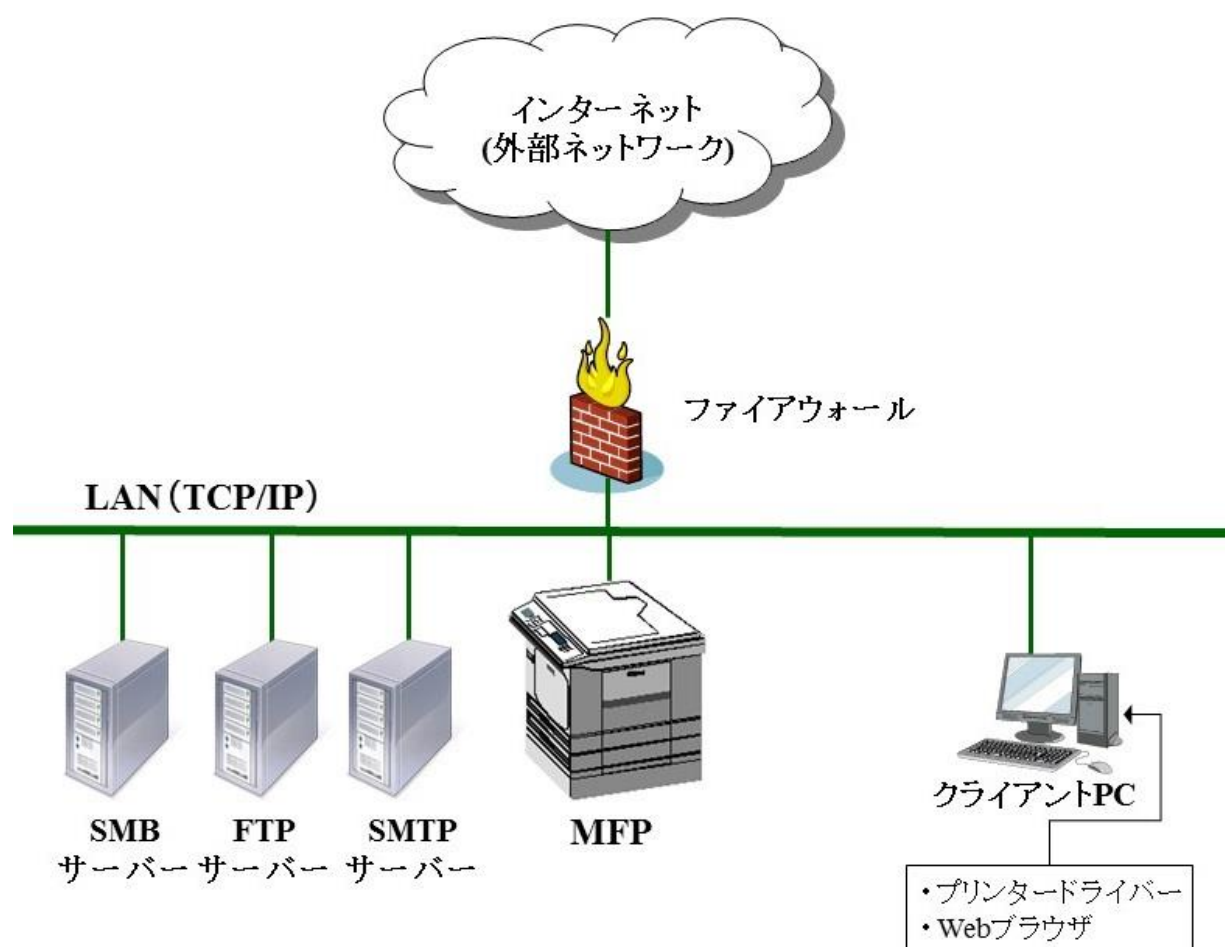 インターネット
(外部ネットワーク)
ファイアウォール
LAN（TCP/IP）
SMB
サーバー
FTP
サーバー
SMTP
サーバー
MFP
クライアントPC
・プリンタードライバー
・Webブラウザ